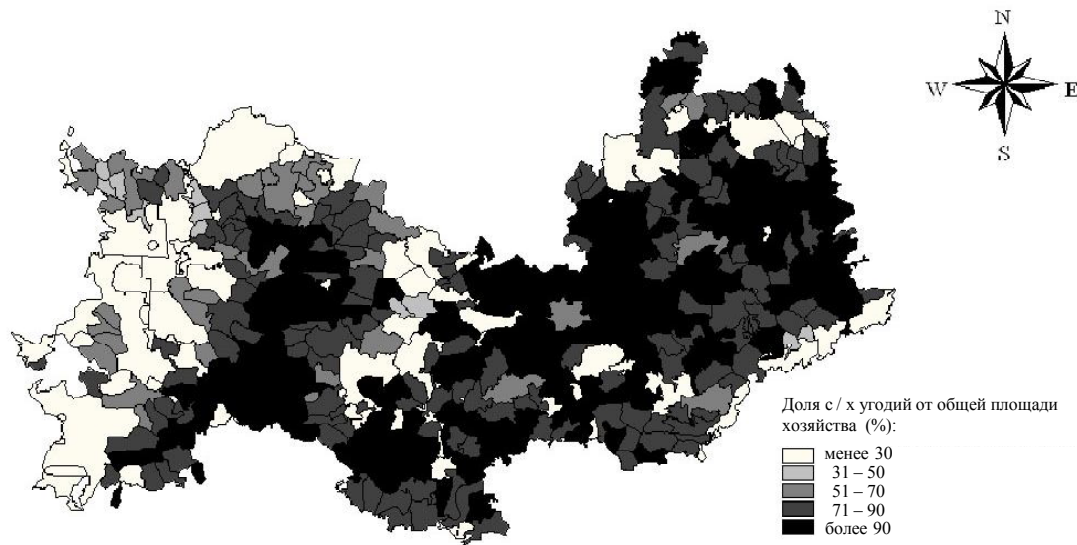 N
W
E
S
Доля с / х угодий от общей площади
хозяйства (%):
менее 30
31 – 50
51 – 70
71 – 90
более 90